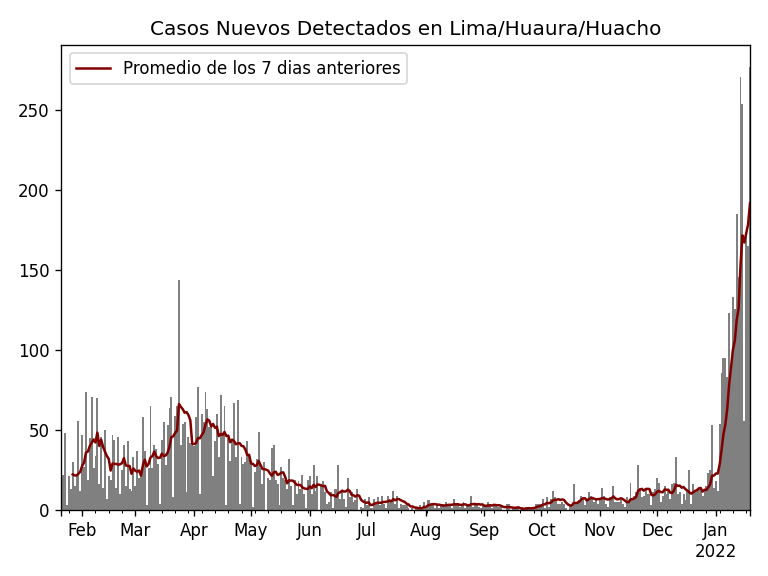 Casos Nuevos Detectados en Lima/Huaura/Huacho
Promedio de los 7 dias anteriores
250
200
150
100
50
0
Feb Mar Apr May Jun Jul Aug Sep Oct Nov Dec Jan
2022